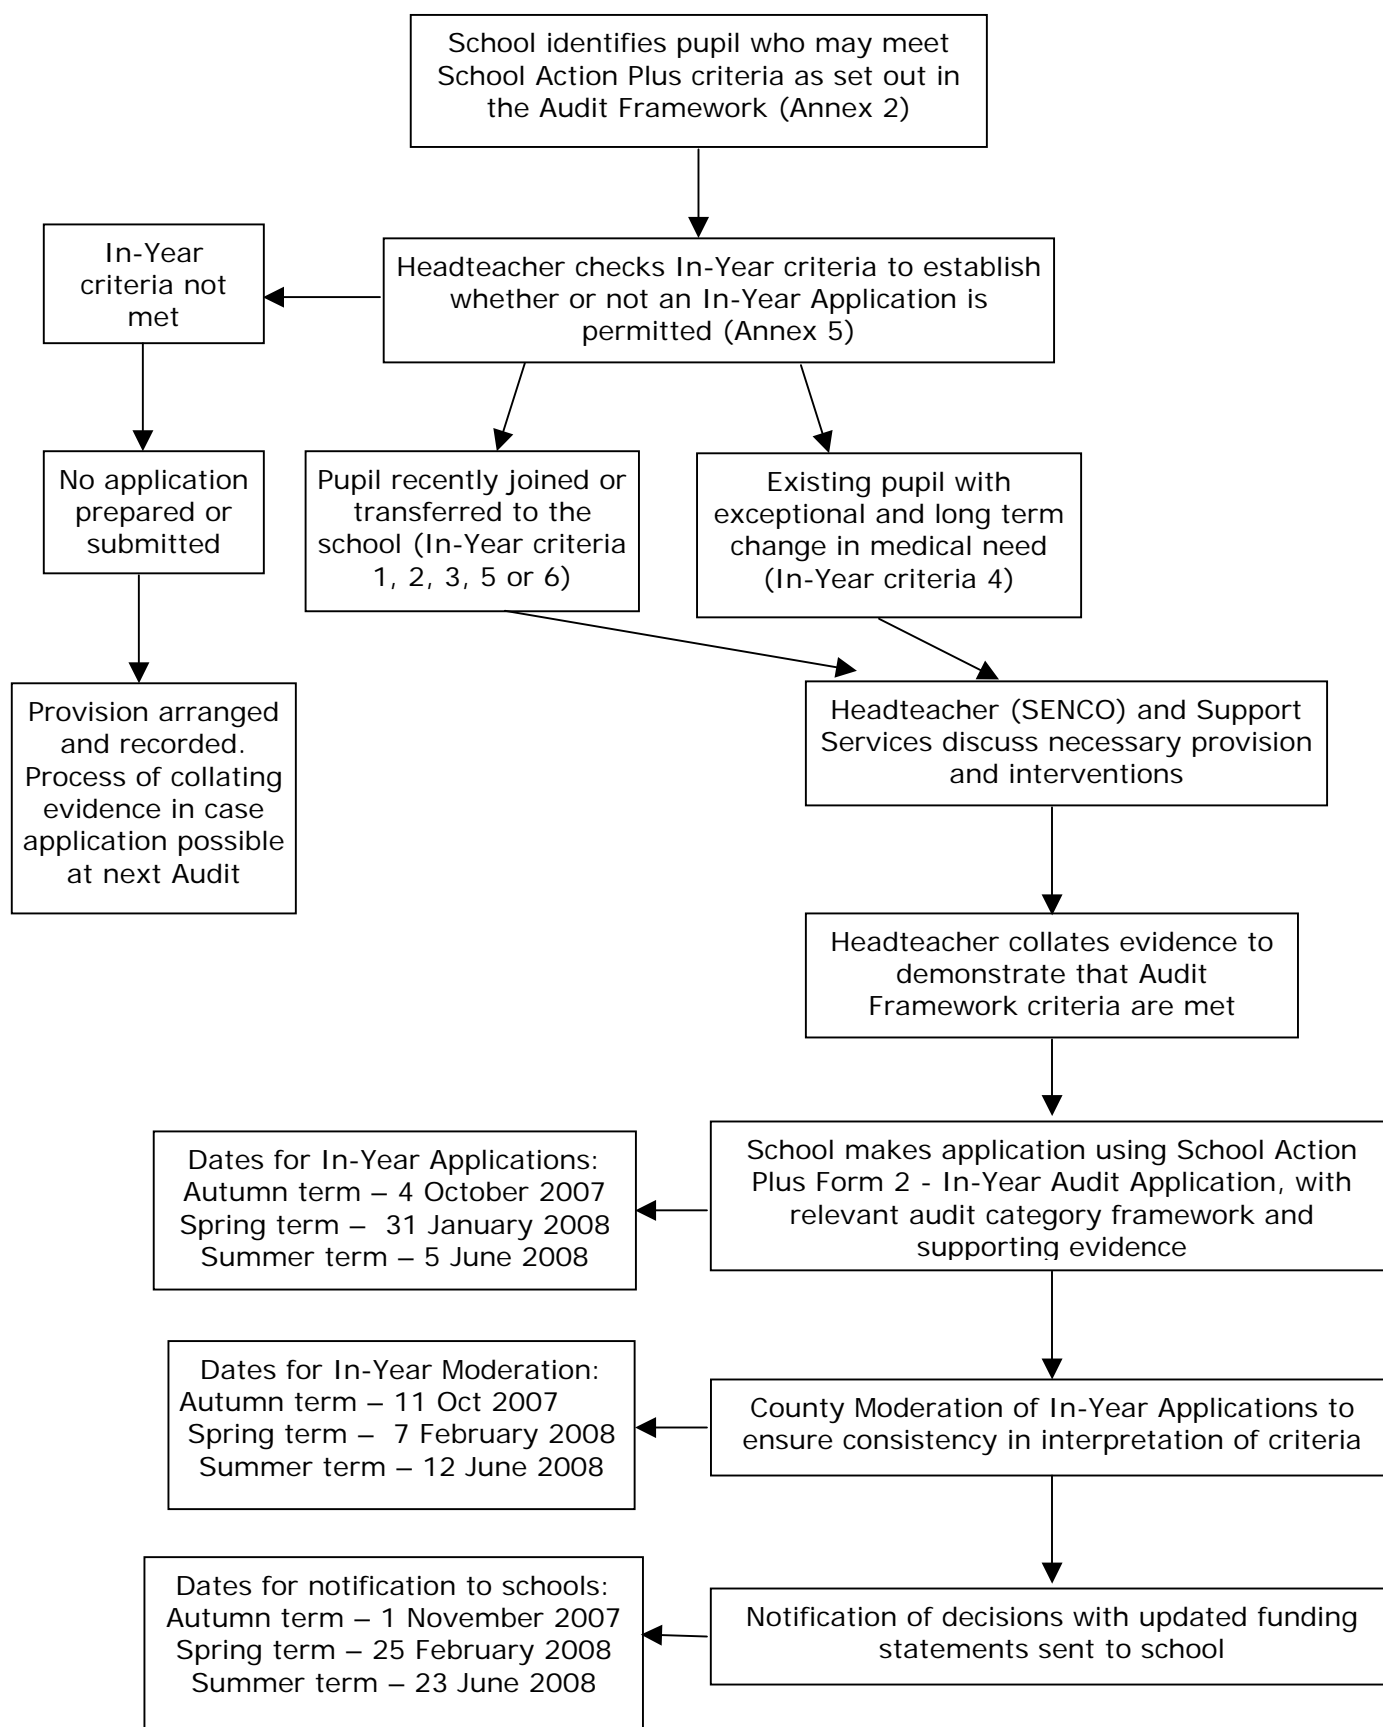 School identifies pupil who may meet
School Action Plus criteria as set out in
the Audit Framework (Annex 2)
In-Year
criteria not
met
Headteacher checks In-Year criteria to establish
whether or not an In-Year Application is
permitted (Annex 5)
No application
prepared or
submitted
Pupil recently joined or
transferred to the
school (In-Year criteria
1, 2, 3, 5 or 6)
Existing pupil with
exceptional and long term
change in medical need
(In-Year criteria 4)
Provision arranged
and recorded.
Process of collating
evidence in case
application possible
at next Audit
Headteacher (SENCO) and Support
Services discuss necessary provision
and interventions
Headteacher collates evidence to
demonstrate that Audit
Framework criteria are met
Dates for In-Year Applications:
Autumn term – 4 October 2007
Spring term – 31 January 2008
Summer term – 5 June 2008
School makes application using School Action
Plus Form 2 - In-Year Audit Application, with
relevant audit category framework and
supporting evidence
Dates for In-Year Moderation:
Autumn term – 11 Oct 2007
Spring term – 7 February 2008
Summer term – 12 June 2008
County Moderation of In-Year Applications to
ensure consistency in interpretation of criteria
Dates for notification to schools:
Autumn term – 1 November 2007
Spring term – 25 February 2008
Summer term – 23 June 2008
Notification of decisions with updated funding
statements sent to school